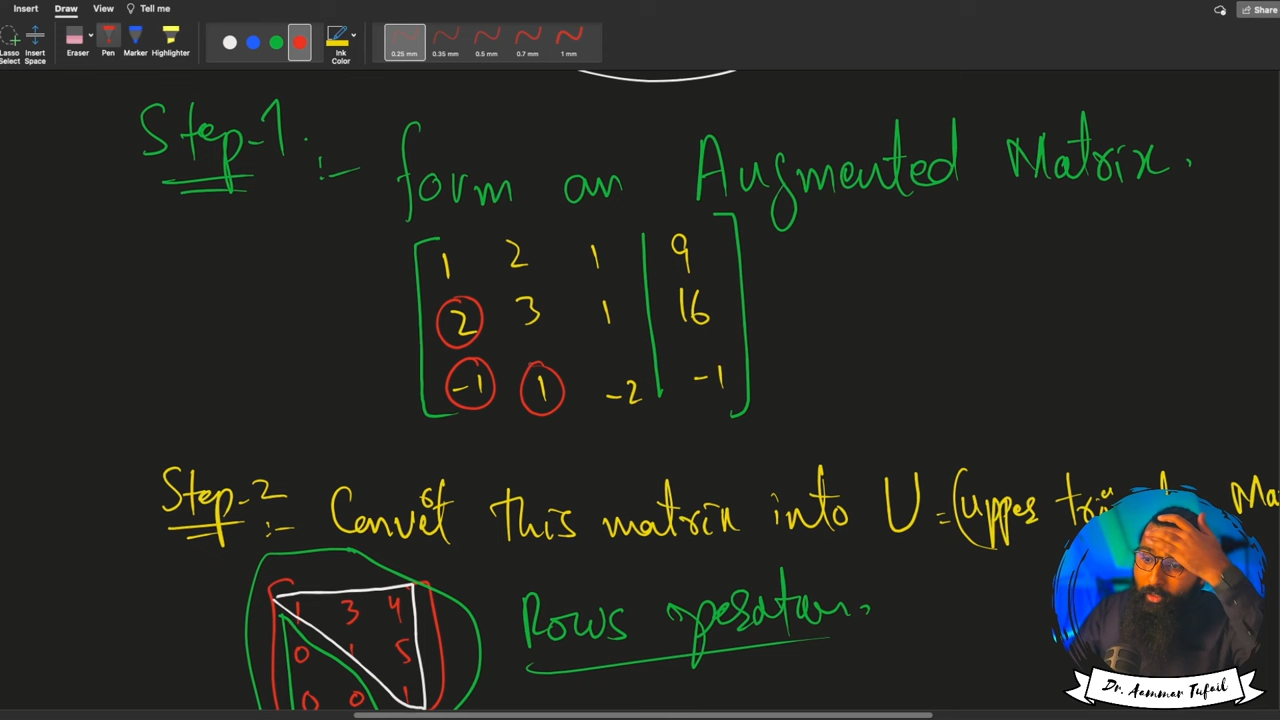 Insert Draw View Tell me
Share
Lasso Select
Insert Space
Eraser Pen Marker Highlighter
Ink Color
0.25 mm 0.35 mm 0.5 mm 0.7 mm 1 mm
Step-1 :- form an Augmented Matrix.
1 2 1 | 9
2 3 1 | 16
-1 1 -2 | -1
Step-2 :- Convert this matrix into U = (upper
Rows operation.
1 3 4
0 1 5
0 0 1
Dr. Aammar Tufail